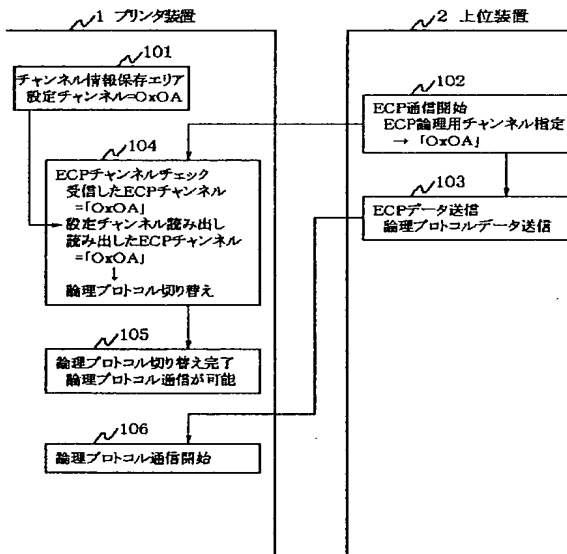 1 プリンタ装置
2 上位装置
101
チャンネル情報保存エリア
設定チャンネル=0x0A
102
ECP通信開始
ECP論理用チャンネル指定
→ 「0x0A」
104
ECPチャンネルチェック
受信したECPチャンネル
=「0x0A」
設定チャンネル読み出し
読み出したECPチャンネル
=「0x0A」
↓
論理プロトコル切り替え
103
ECPデータ送信
論理プロトコルデータ送信
105
論理プロトコル切り替え完了
論理プロトコル通信が可能
106
論理プロトコル通信開始